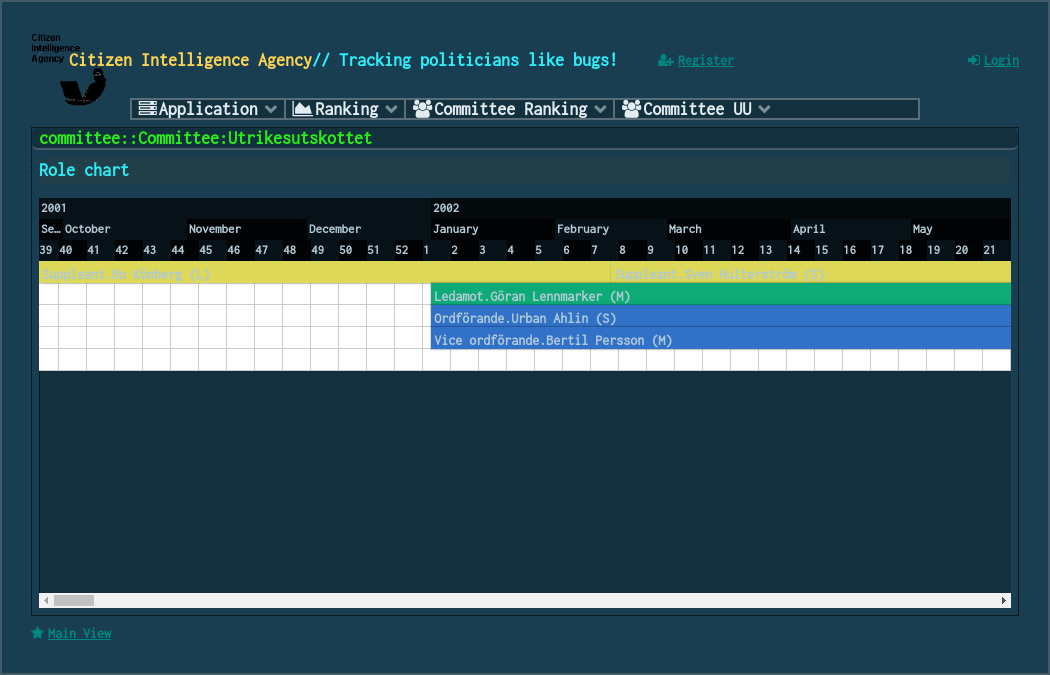 Citizen
Intelligence
Agency
Citizen Intelligence Agency// Tracking politicians like bugs!
Register
Login
Application
Ranking
Committee Ranking
Committee UU
committee::Committee:Utrikesutskottet
Role chart
2001 2002
Se… October November December January February March April May
39 40 41 42 43 44 45 46 47 48 49 50 51 52 1 2 3 4 5 6 7 8 9 10 11 12 13 14 15 16 17 18 19 20 21
Suppleant.Bo Könberg (L) Suppleant.Sven Hulterström (S)
Ledamot.Göran Lennmarker (M)
Ordförande.Urban Ahlin (S)
Vice ordförande.Bertil Persson (M)
Main View